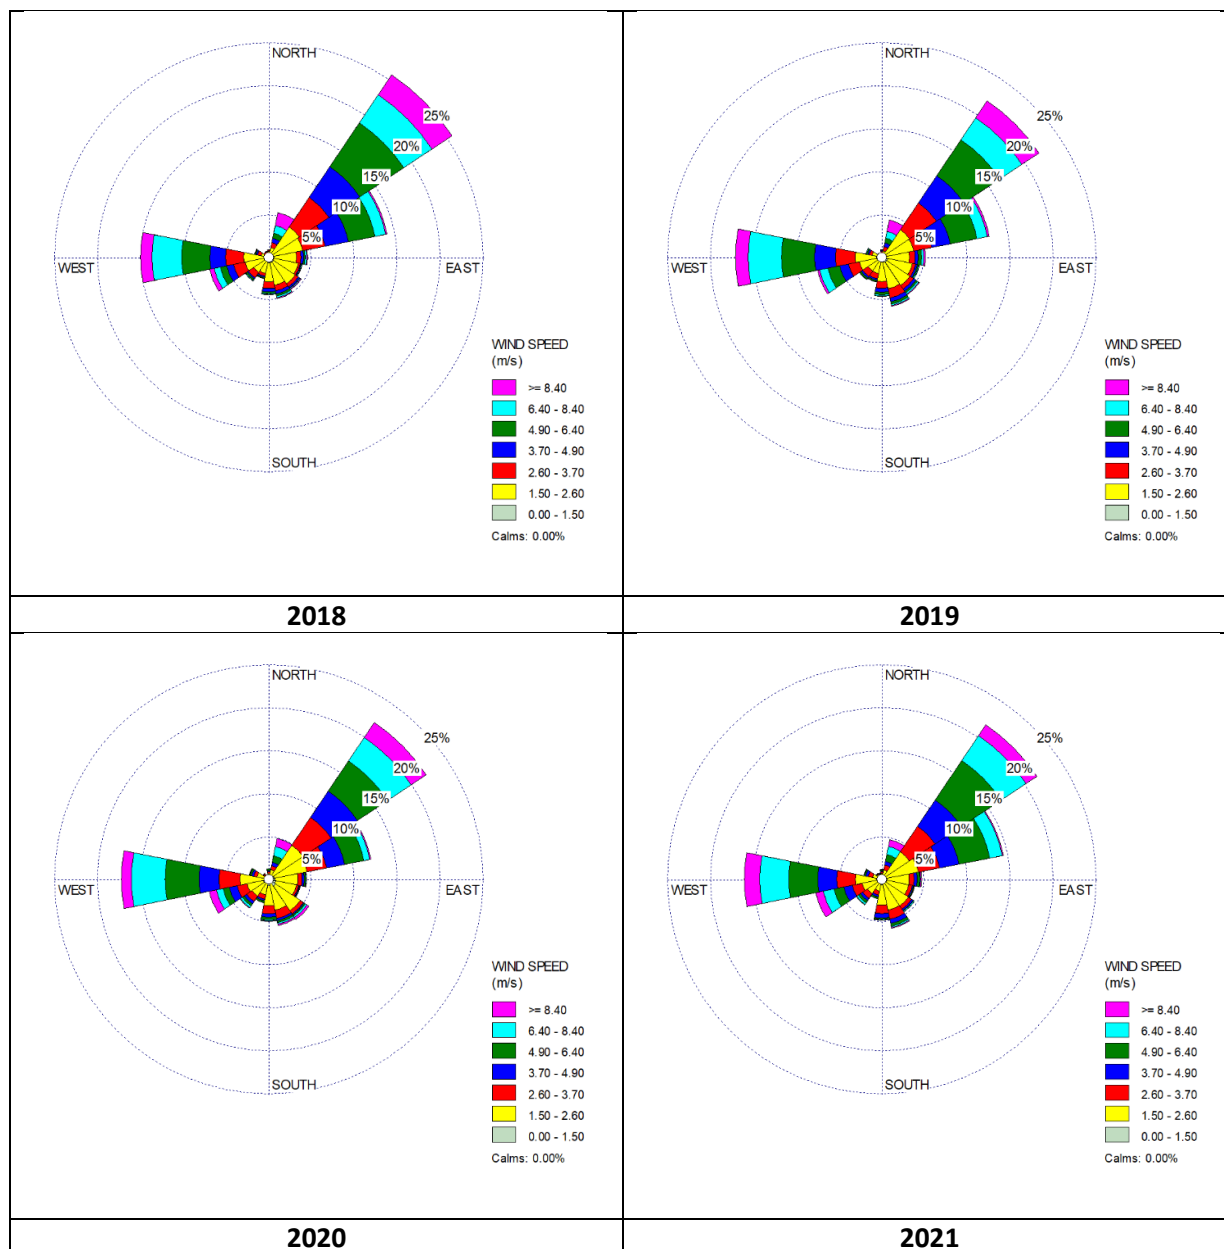 NORTH
25%
20%
15%
10%
5%
WEST
EAST
WIND SPEED
(m/s)
>= 8.40
6.40 - 8.40
4.90 - 6.40
3.70 - 4.90
2.60 - 3.70
1.50 - 2.60
0.00 - 1.50
Calms: 0.00%
SOUTH
2018
NORTH
25%
20%
15%
10%
5%
WEST
EAST
WIND SPEED
(m/s)
>= 8.40
6.40 - 8.40
4.90 - 6.40
3.70 - 4.90
2.60 - 3.70
1.50 - 2.60
0.00 - 1.50
Calms: 0.00%
SOUTH
2019
NORTH
25%
20%
15%
10%
5%
WEST
EAST
WIND SPEED
(m/s)
>= 8.40
6.40 - 8.40
4.90 - 6.40
3.70 - 4.90
2.60 - 3.70
1.50 - 2.60
0.00 - 1.50
Calms: 0.00%
SOUTH
2020
NORTH
25%
20%
15%
10%
5%
WEST
EAST
WIND SPEED
(m/s)
>= 8.40
6.40 - 8.40
4.90 - 6.40
3.70 - 4.90
2.60 - 3.70
1.50 - 2.60
0.00 - 1.50
Calms: 0.00%
SOUTH
2021